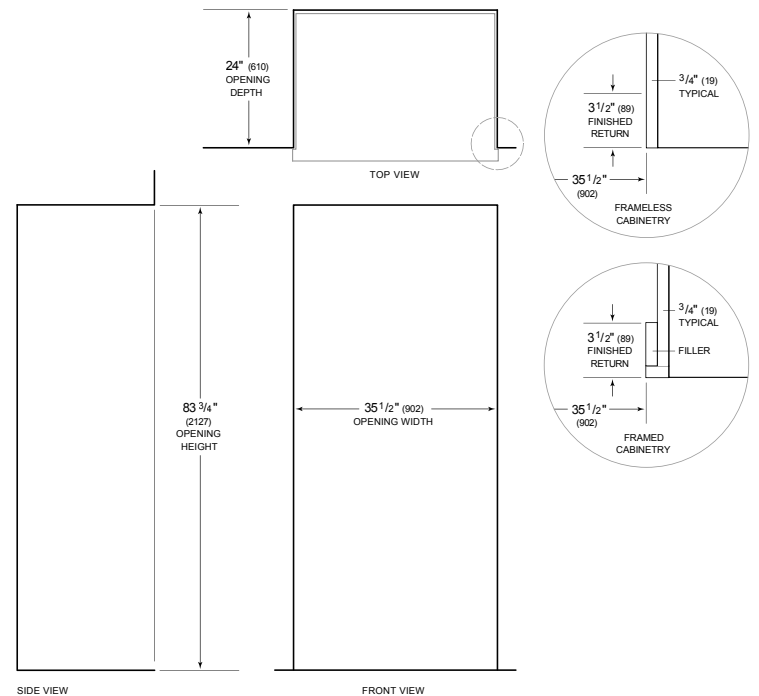 24" (610)
OPENING
DEPTH
TOP VIEW
3/4" (19)
TYPICAL
3 1/2" (89)
FINISHED
RETURN
35 1/2"
(902)
FRAMELESS
CABINETRY
3/4" (19)
TYPICAL
3 1/2" (89)
FINISHED
RETURN
FILLER
35 1/2"
(902)
FRAMED
CABINETRY
83 3/4"
(2127)
OPENING
HEIGHT
35 1/2" (902)
OPENING WIDTH
SIDE VIEW
FRONT VIEW